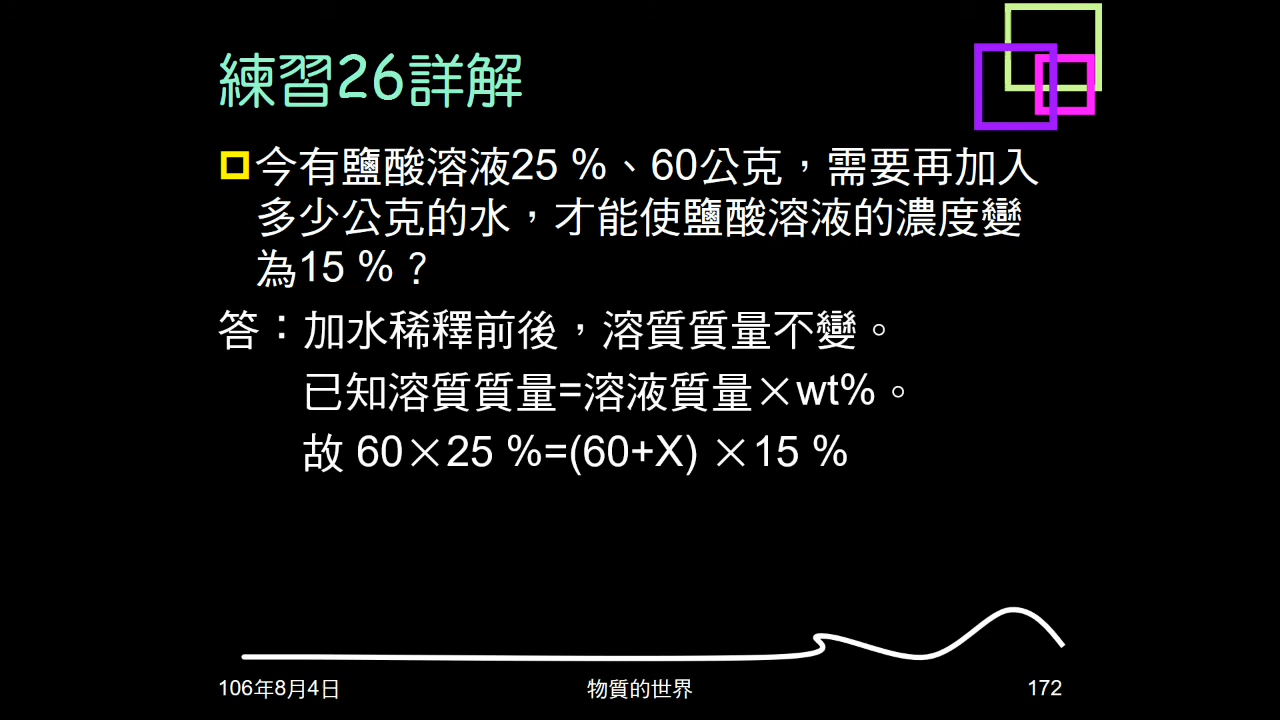 練習26詳解
今有鹽酸溶液25 %、60公克，需要再加入
多少公克的水，才能使鹽酸溶液的濃度變
為15 %？
答：加水稀釋前後，溶質質量不變。
已知溶質質量=溶液質量×wt%。
故 60×25 %=(60+X) ×15 %
106年8月4日
物質的世界
172